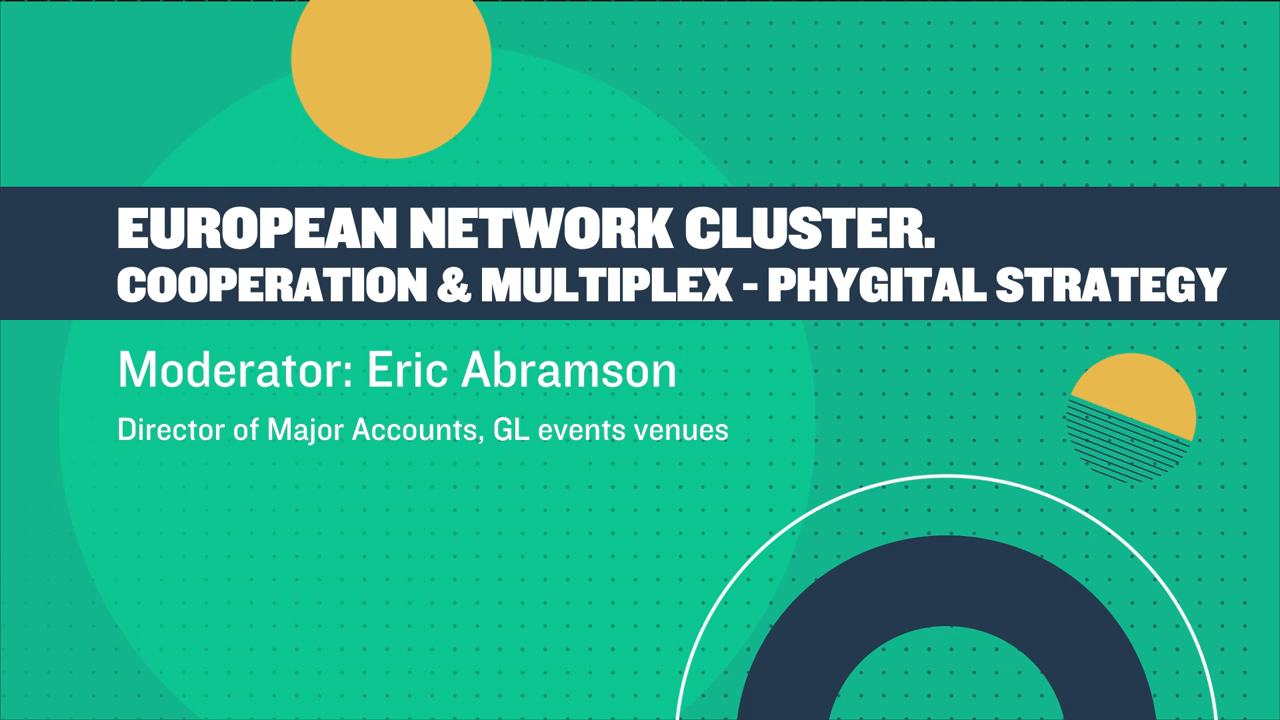 EUROPEAN NETWORK CLUSTER.
COOPERATION & MULTIPLEX - PHYGITAL STRATEGY
Moderator: Eric Abramson
Director of Major Accounts, GL events venues